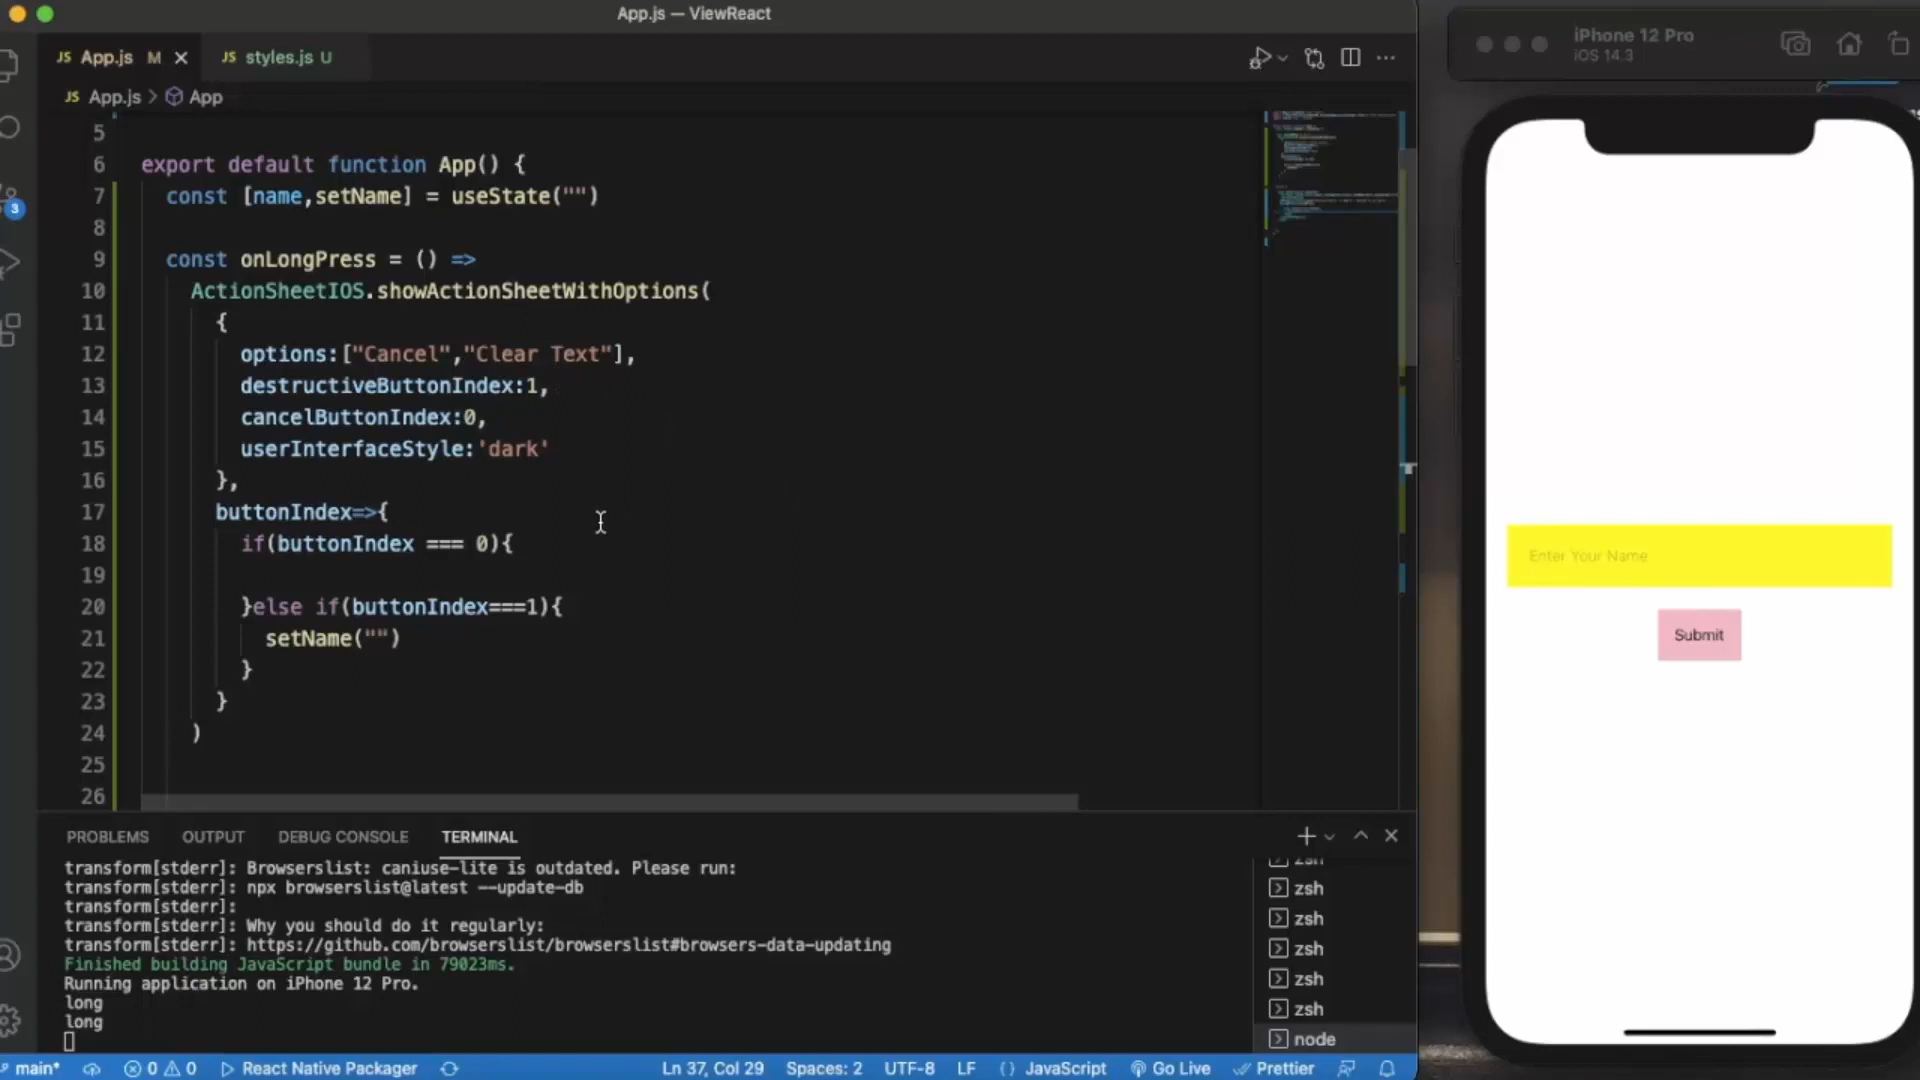 App.js — ViewReact
JS App.js M
JS styles.js U
JS App.js > App
5
6 export default function App() {
7 const [name,setName] = useState("")
8
9 const onLongPress = () =>
10 ActionSheetIOS.showActionSheetWithOptions(
11 {
12 options:["Cancel","Clear Text"],
13 destructiveButtonIndex:1,
14 cancelButtonIndex:0,
15 userInterfaceStyle:'dark'
16 },
17 buttonIndex=>{
18 if(buttonIndex === 0){
19
20 }else if(buttonIndex===1){
21 setName("")
22 }
23 }
24 )
25
26
3
PROBLEMS OUTPUT DEBUG CONSOLE TERMINAL
transform[stderr]: Browserslist: caniuse-lite is outdated. Please run:
transform[stderr]: npx browserslist@latest --update-db
transform[stderr]:
transform[stderr]: Why you should do it regularly:
transform[stderr]: https://github.com/browserslist/browserslist#browsers-data-updating
Finished building JavaScript bundle in 79023ms.
Running application on iPhone 12 Pro.
long
long
zsh
zsh
zsh
zsh
zsh
zsh
node
main* 0 0 React Native Packager Ln 37, Col 29 Spaces: 2 UTF-8 LF {} JavaScript Go Live Prettier
iPhone 12 Pro
iOS 14.3
Enter Your Name
Submit